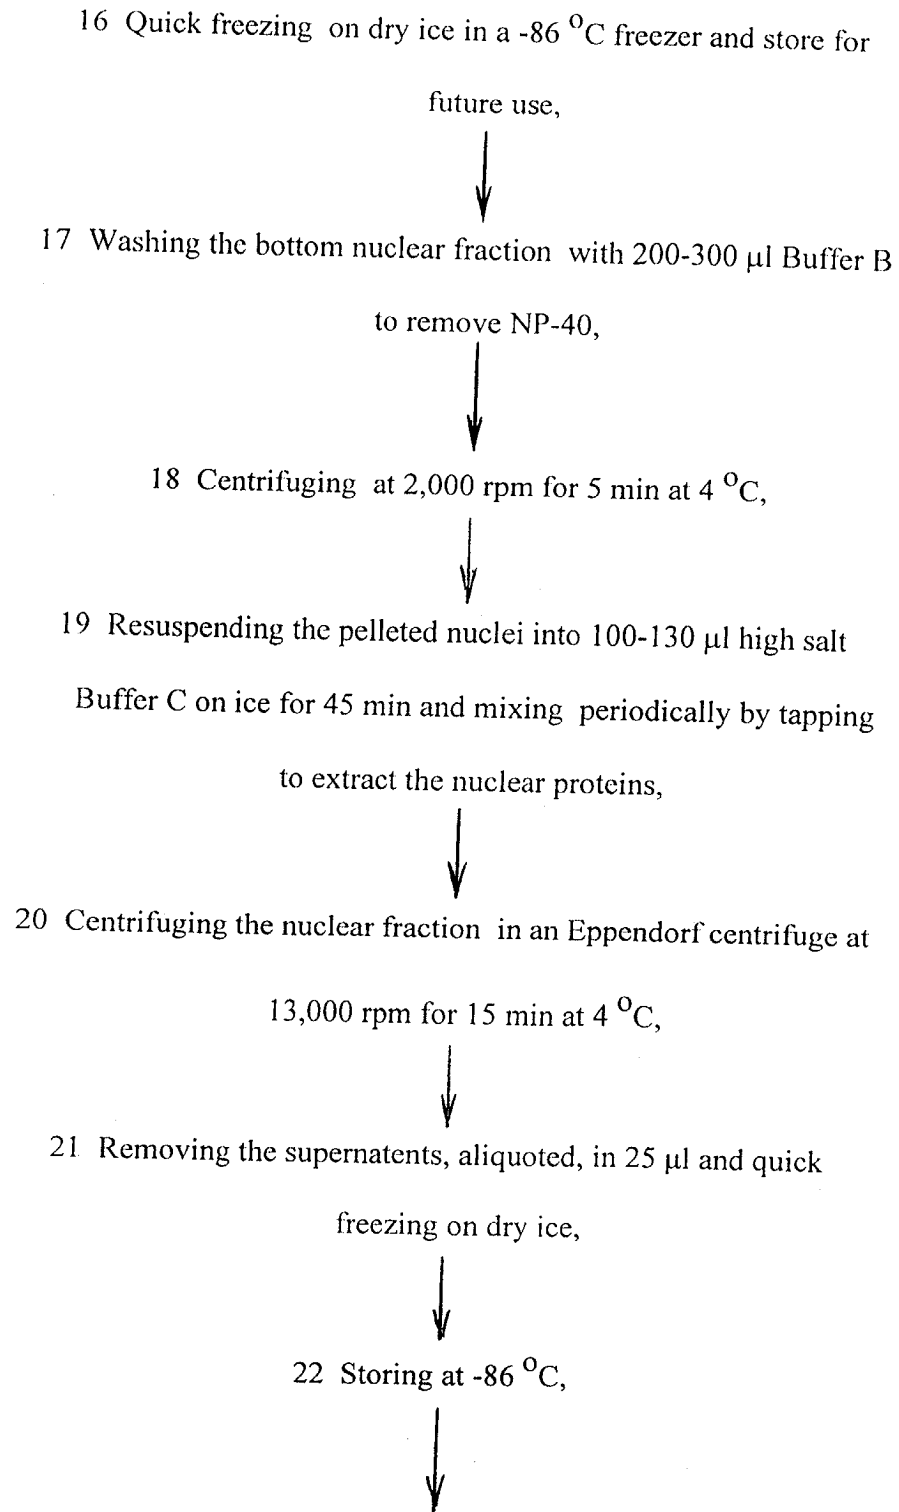 16 Quick freezing on dry ice in a -86 °C freezer and store for
future use,
17 Washing the bottom nuclear fraction with 200-300 µl Buffer B
to remove NP-40,
18 Centrifuging at 2,000 rpm for 5 min at 4 °C,
19 Resuspending the pelleted nuclei into 100-130 µl high salt
Buffer C on ice for 45 min and mixing periodically by tapping
to extract the nuclear proteins,
20 Centrifuging the nuclear fraction in an Eppendorf centrifuge at
13,000 rpm for 15 min at 4 °C,
21 Removing the supernatents, aliquoted, in 25 µl and quick
freezing on dry ice,
22 Storing at -86 °C,